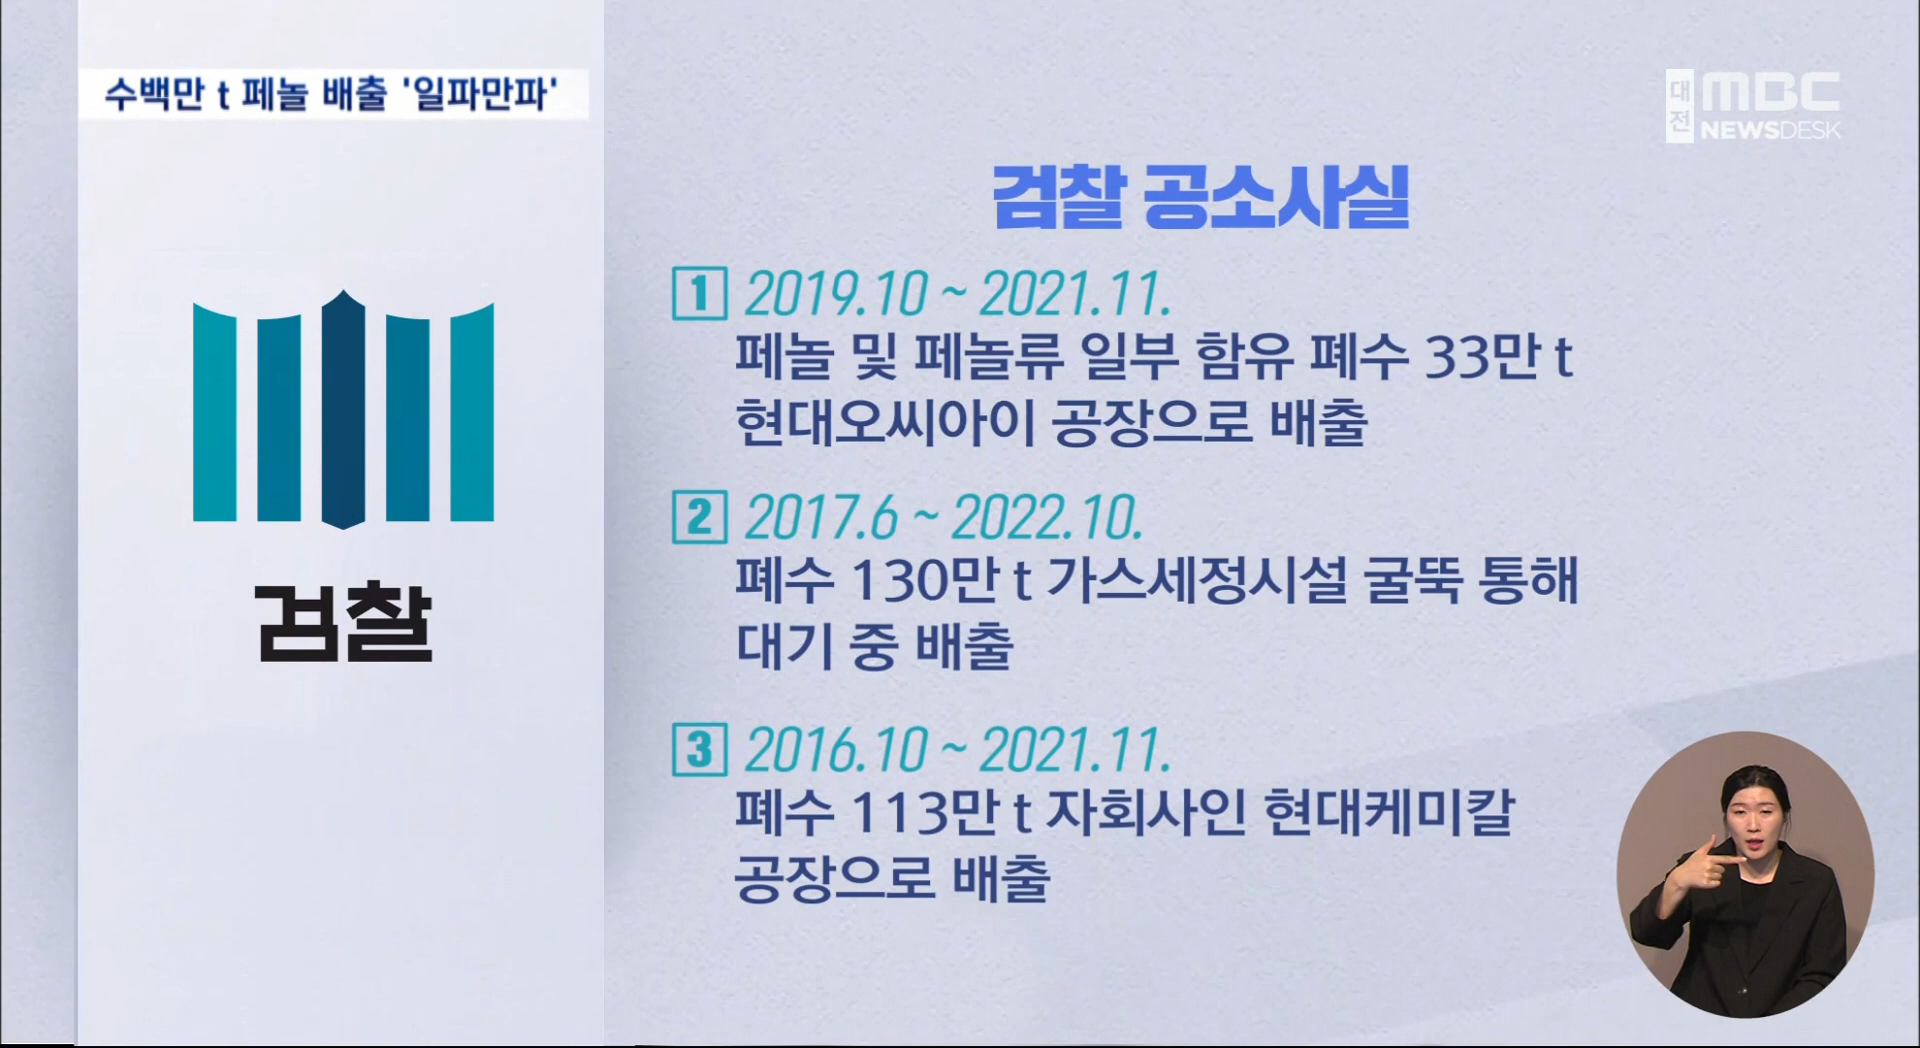 수백만 t 페놀 배출 '일파만파'
대전
MBC
NEWSDESK
검찰 공소사실
1 2019.10 ~ 2021.11.
페놀 및 페놀류 일부 함유 폐수 33만 t
현대오씨아이 공장으로 배출
2 2017.6 ~ 2022.10.
폐수 130만 t 가스세정시설 굴뚝 통해
대기 중 배출
3 2016.10 ~ 2021.11.
폐수 113만 t 자회사인 현대케미칼
공장으로 배출
검찰